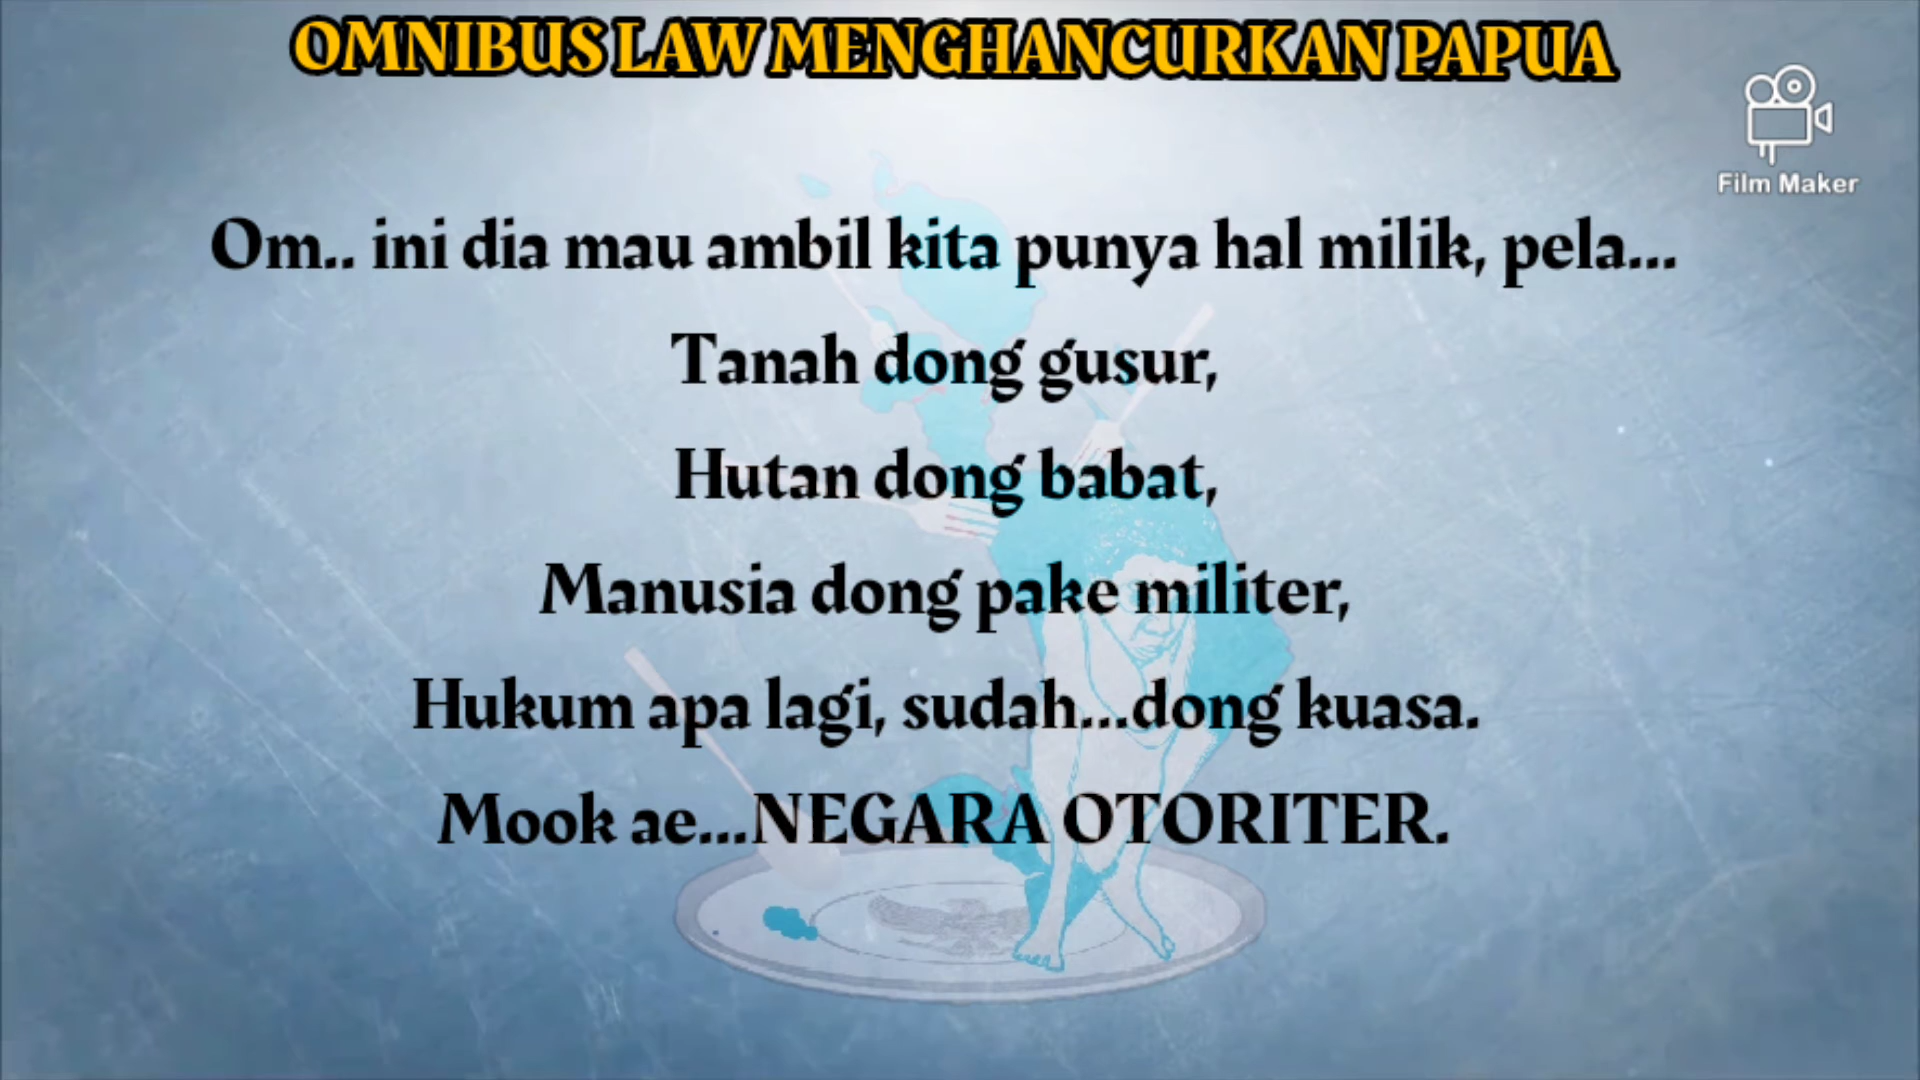 OMNIBUS LAW MENGHANCURKAN PAPUA
Film Maker
Om.. ini dia mau ambil kita punya hal milik, pela...
Tanah dong gusur,
Hutan dong babat,
Manusia dong pake militer,
Hukum apa lagi, sudah...dong kuasa.
Mook ae...NEGARA OTORITER.